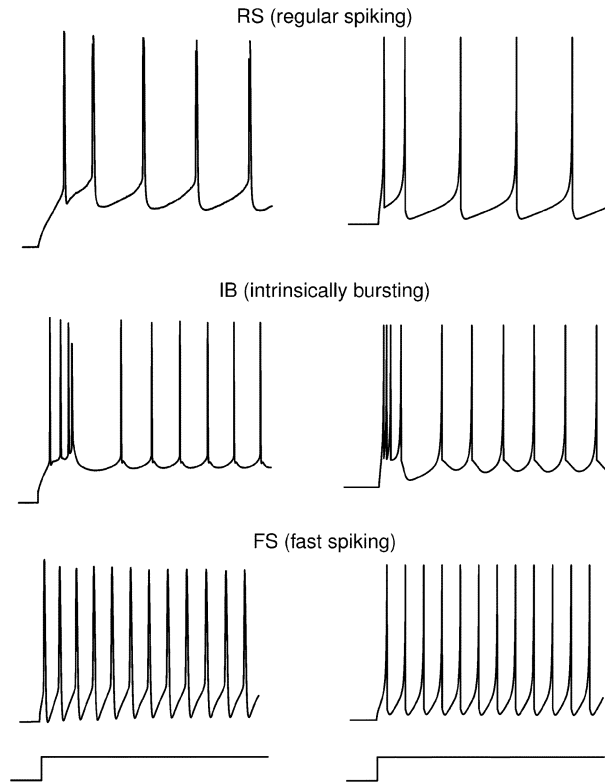 RS (regular spiking)
IB (intrinsically bursting)
FS (fast spiking)